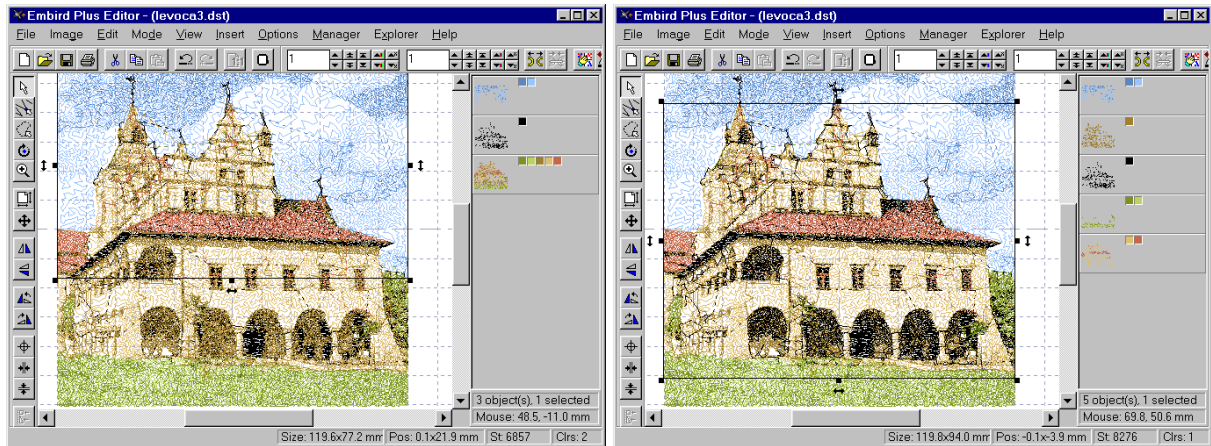 Embird Plus Editor - (levoca3.dst)
File Image Edit Mode View Insert Options Manager Explorer Help
1 1
3 object(s), 1 selected
Mouse: 48.5, -11.0 mm
Size: 119.6x77.2 mm Pos: 0.1x21.9 mm St: 6857 Clrs: 2
Embird Plus Editor - (levoca3.dst)
File Image Edit Mode View Insert Options Manager Explorer Help
1 1
5 object(s), 1 selected
Mouse: 69.8, 50.6 mm
Size: 119.8x94.0 mm Pos: -0.1x-3.9 mm St: 8276 Clrs: 1